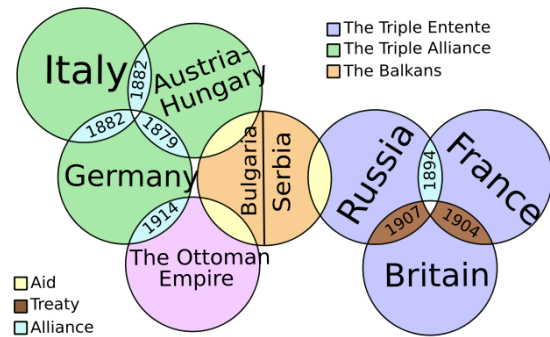 The Triple Entente
The Triple Alliance
The Balkans
Italy
1882
Austria-
Hungary
1882
1879
Germany
1914
The Ottoman
Empire
Bulgaria
Serbia
Russia
1894
France
1907
1904
Britain
Aid
Treaty
Alliance